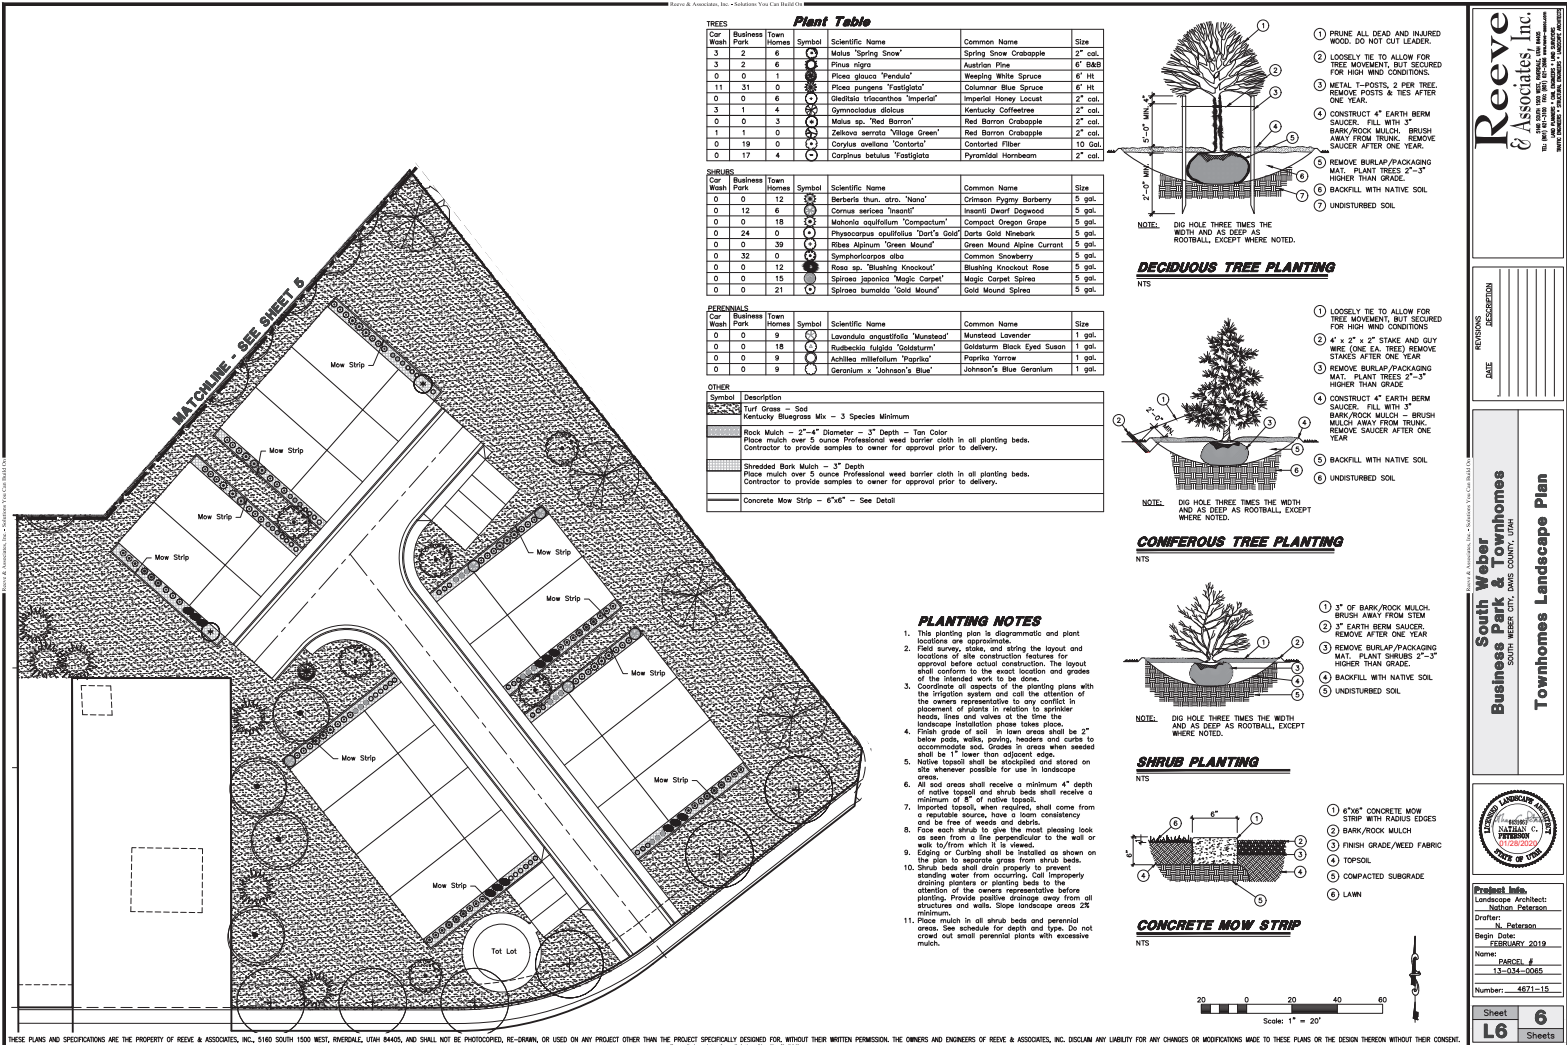 Reeve & Associates, Inc. - Solutions You Can Build On
Plant Table
TREES
Car Wash Business Park Town Homes Symbol Scientific Name Common Name Size
3 2 6 Malus 'Spring Snow' Spring Snow Crabapple 2" cal.
3 2 6 Pinus nigra Austrian Pine 6' B&B
0 0 1 Picea glauca 'Pendula' Weeping White Spruce 6' Ht
11 31 0 Picea pungens 'Fastigiata' Columnar Blue Spruce 6' Ht
0 0 6 Gleditsia triacanthos 'Imperial' Imperial Honey Locust 2" cal.
3 1 4 Gymnocladus dioicus Kentucky Coffeetree 2" cal.
0 0 3 Malus sp. 'Red Barron' Red Barron Crabapple 2" cal.
1 1 0 Zelkova serrata 'Village Green' Red Barron Crabapple 2" cal.
0 19 0 Corylus avellana 'Contorta' Contorted Filber 10 Gal.
0 17 4 Carpinus betulus 'Fastigiata Pyramidal Hornbeam 2" cal.
SHRUBS
Car Wash Business Park Town Homes Symbol Scientific Name Common Name Size
0 0 12 Berberis thun. atro. 'Nana' Crimson Pygmy Barberry 5 gal.
0 12 6 Cornus sericea 'Insanti' Insanti Dwarf Dogwood 5 gal.
0 0 18 Mahonia aquifolium 'Compactum' Compact Oregon Grape 5 gal.
0 24 0 Physocarpus opulifolius 'Dart's Gold' Darts Gold Ninebark 5 gal.
0 0 39 Ribes Alpinum 'Green Mound' Green Mound Alpine Currant 5 gal.
0 32 0 Symphoricarpos alba Common Snowberry 5 gal.
0 0 12 Rosa sp. 'Blushing Knockout' Blushing Knockout Rose 5 gal.
0 0 15 Spiraea japonica 'Magic Carpet' Magic Carpet Spirea 5 gal.
0 0 21 Spiraea bumalda 'Gold Mound' Gold Mound Spirea 5 gal.
PERENNIALS
Car Wash Business Park Town Homes Symbol Scientific Name Common Name Size
0 0 9 Lavandula angustifolia 'Munstead' Munstead Lavender 1 gal.
0 0 18 Rudbeckia fulgida 'Goldsturm' Goldsturm Black Eyed Susan 1 gal.
0 0 9 Achillea millefolium 'Paprika' Paprika Yarrow 1 gal.
0 0 9 Geranium x 'Johnson's Blue' Johnson's Blue Geranium 1 gal.
OTHER
Symbol Description
Turf Grass - Sod
Kentucky Bluegrass Mix - 3 Species Minimum
Rock Mulch - 2"-4" Diameter - 3" Depth - Tan Color
Place mulch over 5 ounce Professional weed barrier cloth in all planting beds.
Contractor to provide samples to owner for approval prior to delivery.
Shredded Bark Mulch - 3" Depth
Place mulch over 5 ounce Professional weed barrier cloth in all planting beds.
Contractor to provide samples to owner for approval prior to delivery.
Concrete Mow Strip - 6"x6" - See Detail
MATCHLINE - SEE SHEET 5
Mow Strip
Mow Strip
Mow Strip
Mow Strip
Mow Strip
Mow Strip
Mow Strip
Mow Strip
Mow Strip
Mow Strip
Tot Lot
PLANTING NOTES
1. This planting plan is diagrammatic and plant
locations are approximate.
2. Field survey, stake, and string the layout and
locations of site construction features for
approval before actual construction. The layout
shall conform to the exact location and grades
of the intended work to be done.
3. Coordinate all aspects of the planting plans with
the irrigation system and call the attention of
the owners representative to any conflict in
placement of plants in relation to sprinkler
heads, lines and valves at the time the
landscape installation phase takes place.
4. Finish grade of soil in lawn areas shall be 2"
below pads, walks, paving, headers and curbs to
accommodate sod. Grades in areas when seeded
shall be 1" lower than adjacent edge.
5. Native topsoil shall be stockpiled and stored on
site whenever possible for use in landscape
areas.
6. All sod areas shall receive a minimum 4" depth
of native topsoil and shrub beds shall receive a
minimum of 8" of native topsoil.
7. Imported topsoil, when required, shall come from
a reputable source, have a loam consistency
and be free of weeds and debris.
8. Face each shrub to give the most pleasing look
as seen from a line perpendicular to the wall or
walk to/from which it is viewed.
9. Edging or Curbing shall be installed as shown on
the plan to separate grass from shrub beds.
10. Shrub beds shall drain properly to prevent
standing water from occurring. Call improperly
draining planters or planting beds to the
attention of the owners representative before
planting. Provide positive drainage away from all
structures and walls. Slope landscape areas 2%
minimum.
11. Place mulch in all shrub beds and perennial
areas. See schedule for depth and type. Do not
crowd out small perennial plants with excessive
mulch.
1 PRUNE ALL DEAD AND INJURED
WOOD. DO NOT CUT LEADER.
2 LOOSELY TIE TO ALLOW FOR
TREE MOVEMENT, BUT SECURED
FOR HIGH WIND CONDITIONS.
3 METAL T-POSTS, 2 PER TREE.
REMOVE POSTS & TIES AFTER
ONE YEAR.
4 CONSTRUCT 4" EARTH BERM
SAUCER. FILL WITH 3"
BARK/ROCK MULCH. BRUSH
AWAY FROM TRUNK. REMOVE
SAUCER AFTER ONE YEAR.
5 REMOVE BURLAP/PACKAGING
MAT. PLANT TREES 2"-3"
HIGHER THAN GRADE.
6 BACKFILL WITH NATIVE SOIL
7 UNDISTURBED SOIL
4"
5'-0" MIN.
2'-0" MIN.
NOTE: DIG HOLE THREE TIMES THE
WIDTH AND AS DEEP AS
ROOTBALL, EXCEPT WHERE NOTED.
DECIDUOUS TREE PLANTING
NTS
1 LOOSELY TIE TO ALLOW FOR
TREE MOVEMENT, BUT SECURED
FOR HIGH WIND CONDITIONS
2 4' x 2" x 2" STAKE AND GUY
WIRE (ONE EA. TREE) REMOVE
STAKES AFTER ONE YEAR
3 REMOVE BURLAP/PACKAGING
MAT. PLANT TREES 2"-3"
HIGHER THAN GRADE
4 CONSTRUCT 4" EARTH BERM
SAUCER. FILL WITH 3"
BARK/ROCK MULCH - BRUSH
MULCH AWAY FROM TRUNK.
REMOVE SAUCER AFTER ONE
YEAR
5 BACKFILL WITH NATIVE SOIL
6 UNDISTURBED SOIL
2'-0" MIN.
NOTE: DIG HOLE THREE TIMES THE WIDTH
AND AS DEEP AS ROOTBALL, EXCEPT
WHERE NOTED.
CONIFEROUS TREE PLANTING
NTS
1 3" OF BARK/ROCK MULCH.
BRUSH AWAY FROM STEM
2 3" EARTH BERM SAUCER.
REMOVE AFTER ONE YEAR
3 REMOVE BURLAP/PACKAGING
MAT. PLANT SHRUBS 2"-3"
HIGHER THAN GRADE.
4 BACKFILL WITH NATIVE SOIL
5 UNDISTURBED SOIL
NOTE: DIG HOLE THREE TIMES THE WIDTH
AND AS DEEP AS ROOTBALL, EXCEPT
WHERE NOTED.
SHRUB PLANTING
NTS
1 6"X6" CONCRETE MOW
STRIP WITH RADIUS EDGES
2 BARK/ROCK MULCH
3 FINISH GRADE/WEED FABRIC
4 TOPSOIL
5 COMPACTED SUBGRADE
6 LAWN
6"
6"
CONCRETE MOW STRIP
NTS
20 0 20 40 60
Scale: 1" = 20'
Reeve
& Associates, Inc.
REVISIONS
DATE DESCRIPTION
South Weber
Business Park & Townhomes
SOUTH WEBER CITY, DAVIS COUNTY, UTAH
Townhomes Landscape Plan
LICENSED LANDSCAPE ARCHITECT
NATHAN C.
PETERSON
01/28/2020
STATE OF UTAH
Project Info.
Landscape Architect:
Nathan Peterson
Drafter:
N. Peterson
Begin Date:
FEBRUARY 2019
Name:
PARCEL #
13-034-0065
Number: 4671-15
Sheet 6
L6 Sheets
THESE PLANS AND SPECIFICATIONS ARE THE PROPERTY OF REEVE & ASSOCIATES, INC., 5160 SOUTH 1500 WEST, RIVERDALE, UTAH 84405, AND SHALL NOT BE PHOTOCOPIED, RE-DRAWN, OR USED ON ANY PROJECT OTHER THAN THE PROJECT SPECIFICALLY DESIGNED FOR, WITHOUT THEIR WRITTEN PERMISSION. THE OWNERS AND ENGINEERS OF REEVE & ASSOCIATES, INC. DISCLAIM ANY LIABILITY FOR ANY CHANGES OR MODIFICATIONS MADE TO THESE PLANS OR THE DESIGN THEREON WITHOUT THEIR CONSENT.